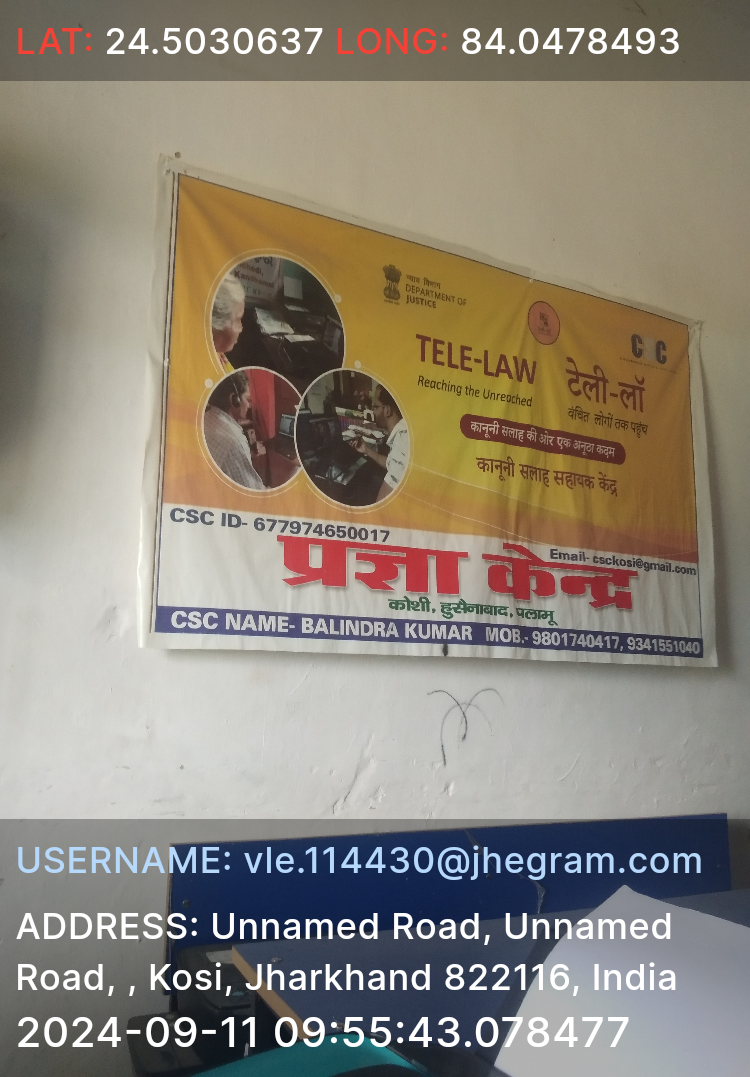 LAT: 24.5030637 LONG: 84.0478493
न्याय विभाग
DEPARTMENT OF
JUSTICE
CSC
TELE-LAW
Reaching the Unreached
टेली-लॉ
वंचित लोगों तक पहुंच
कानूनी सलाह की ओर एक अनूठा कदम
कानूनी सलाह सहायक केंद्र
CSC ID- 677974650017
Email- csckosi@gmail.com
प्रज्ञा केन्द्र
कोशी, हुसैनाबाद, पलामू
CSC NAME- BALINDRA KUMAR MOB.- 9801740417, 9341551040
USERNAME: vle.114430@jhegram.com
ADDRESS: Unnamed Road, Unnamed
Road, , Kosi, Jharkhand 822116, India
2024-09-11 09:55:43.078477